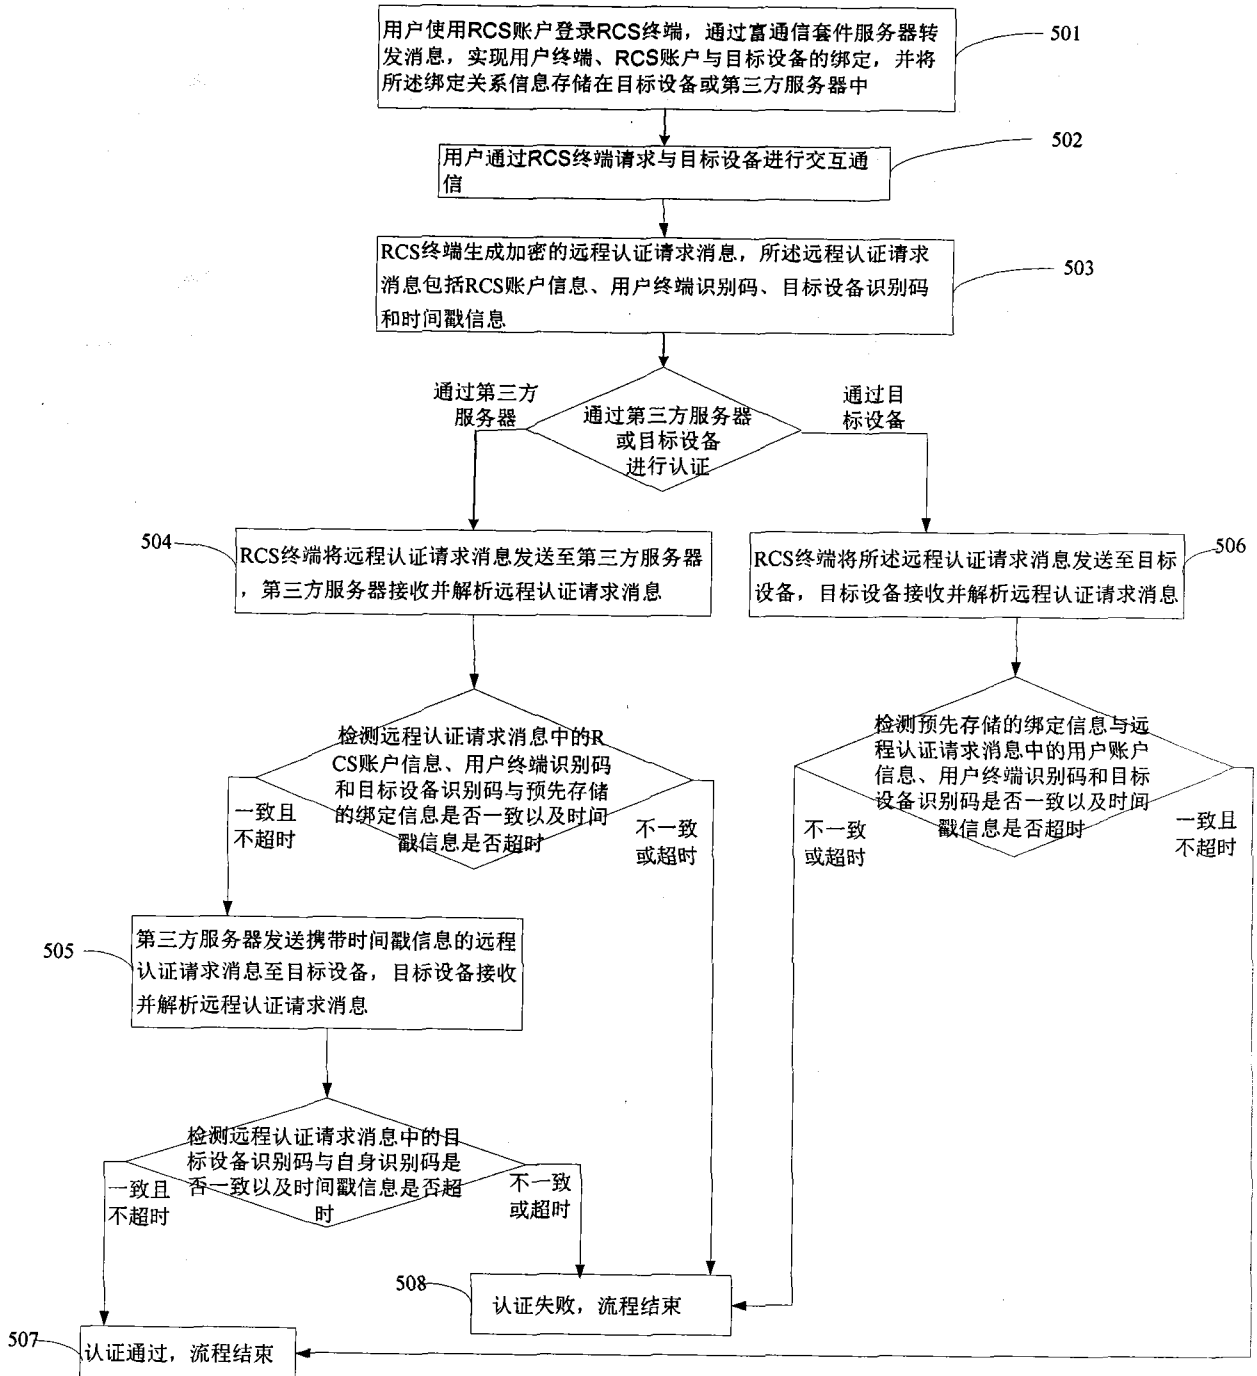 用户使用RCS账户登录RCS终端，通过富通信套件服务器转
发消息，实现用户终端、RCS账户与目标设备的绑定，并将
所述绑定关系信息存储在目标设备或第三方服务器中
501
用户通过RCS终端请求与目标设备进行交互通
信
502
RCS终端生成加密的远程认证请求消息，所述远程认证请求
消息包括RCS账户信息、用户终端识别码、目标设备识别码
和时间戳信息
503
通过第三方
服务器
通过第三方服务器
或目标设备
进行认证
通过目
标设备
504
RCS终端将远程认证请求消息发送至第三方服务器
，第三方服务器接收并解析远程认证请求消息
RCS终端将所述远程认证请求消息发送至目标
设备，目标设备接收并解析远程认证请求消息
506
检测远程认证请求消息中的R
CS账户信息、用户终端识别码
和目标设备识别码与预先存储
的绑定信息是否一致以及时间
戳信息是否超时
一致且
不超时
不一致
或超时
检测预先存储的绑定信息与远
程认证请求消息中的用户账户
信息、用户终端识别码和目标
设备识别码是否一致以及时间
戳信息是否超时
不一致
或超时
一致且
不超时
505
第三方服务器发送携带时间戳信息的远程
认证请求消息至目标设备，目标设备接收
并解析远程认证请求消息
检测远程认证请求消息中的目
标设备识别码与自身识别码是
否一致以及时间戳信息是否超
时
一致且
不超时
不一致
或超时
508
认证失败，流程结束
507
认证通过，流程结束